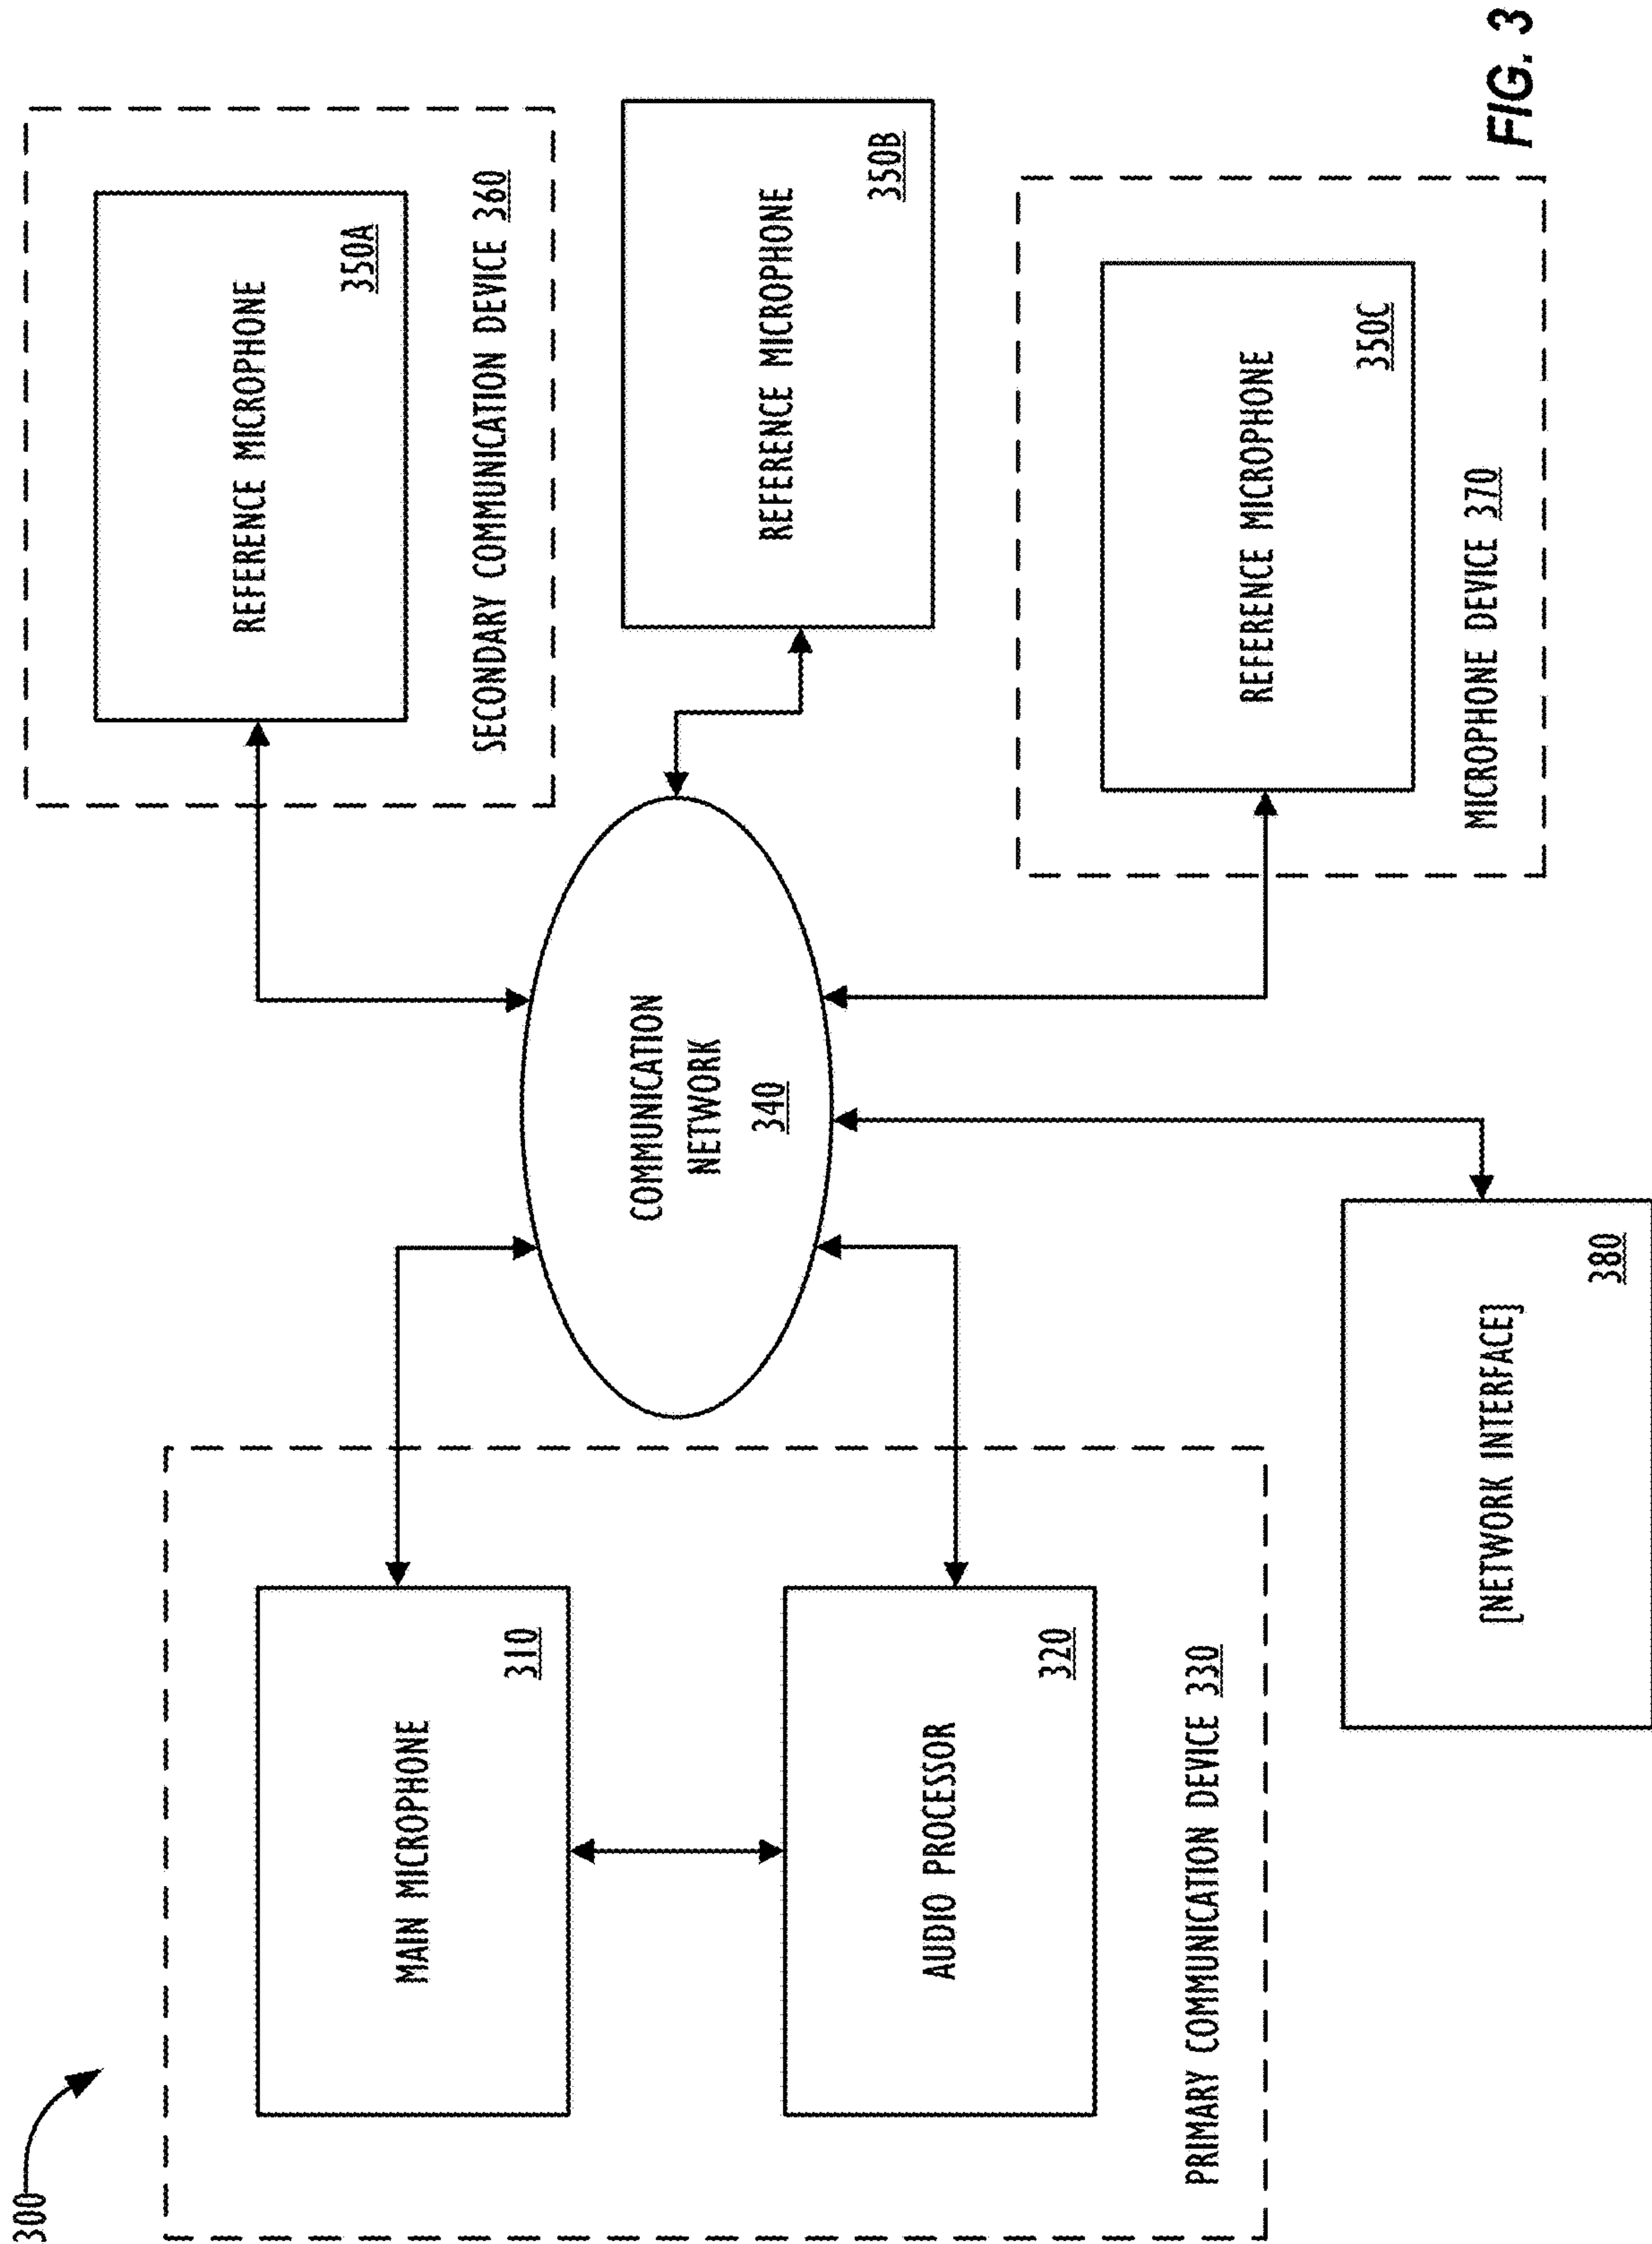 300
MAIN MICROPHONE
310
AUDIO PROCESSOR
320
PRIMARY COMMUNICATION DEVICE 330
COMMUNICATION
NETWORK
340
REFERENCE MICROPHONE
350A
SECONDARY COMMUNICATION DEVICE 360
REFERENCE MICROPHONE
350B
REFERENCE MICROPHONE
350C
MICROPHONE DEVICE 370
[NETWORK INTERFACE]
380
FIG. 3